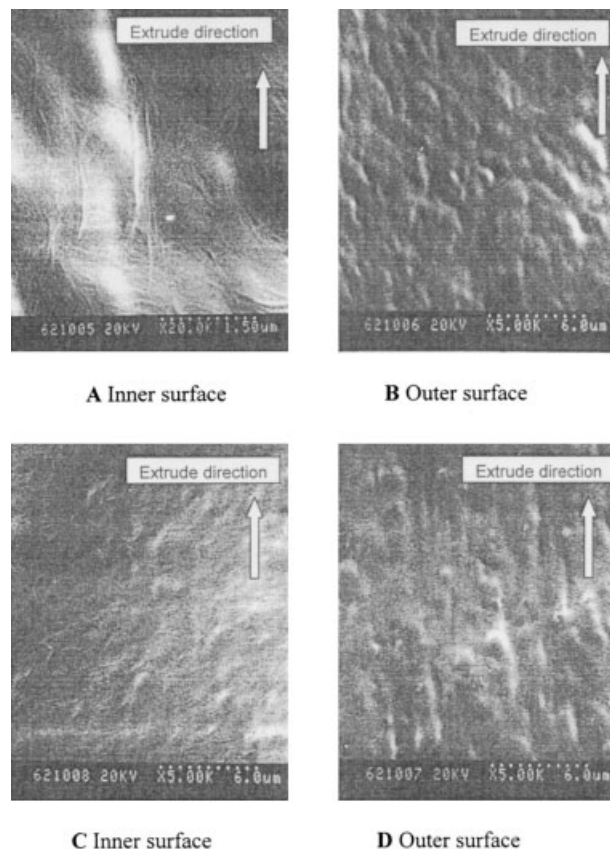 Extrude direction
Extrude direction
621005 20KV X20.0K 1.50um
621006 20KV X5.00K 6.0um
A Inner surface
B Outer surface
Extrude direction
Extrude direction
621008 20KV X5.00K 6.0um
621007 20KV X5.00K 6.0um
C Inner surface
D Outer surface